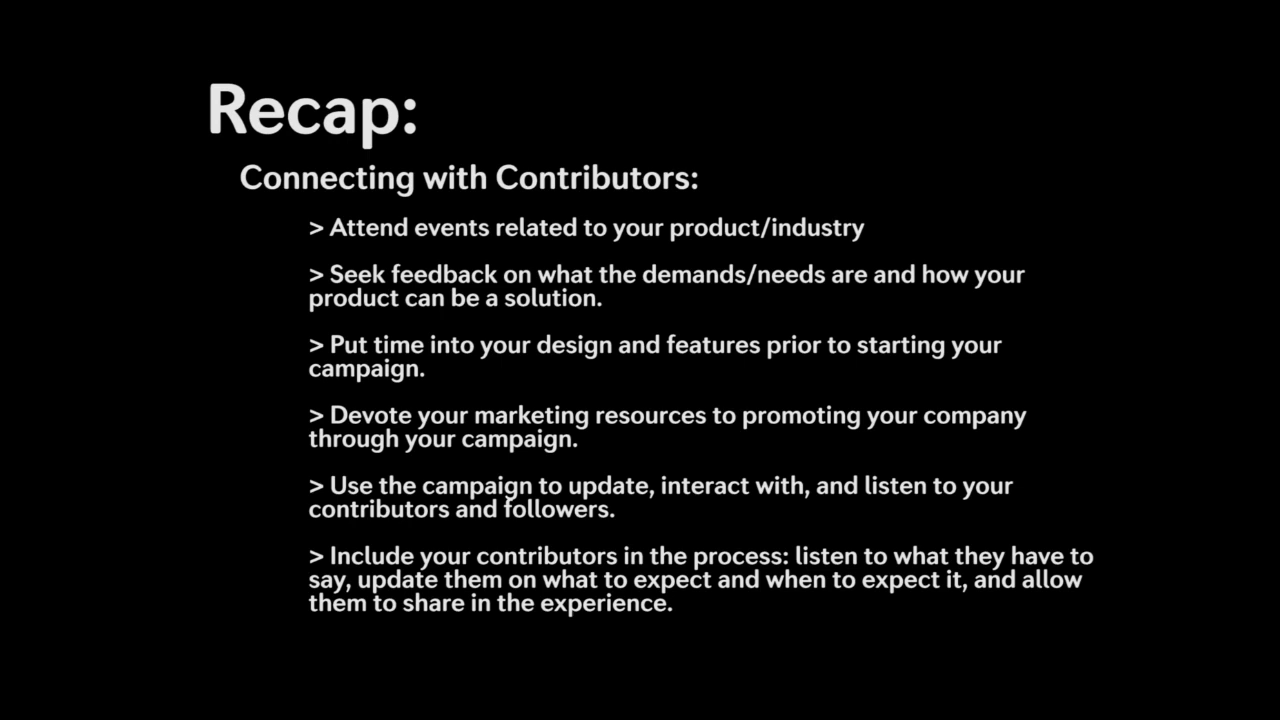 Recap:
Connecting with Contributors:
> Attend events related to your product/industry
> Seek feedback on what the demands/needs are and how your
product can be a solution.
> Put time into your design and features prior to starting your
campaign.
> Devote your marketing resources to promoting your company
through your campaign.
> Use the campaign to update, interact with, and listen to your
contributors and followers.
> Include your contributors in the process: listen to what they have to
say, update them on what to expect and when to expect it, and allow
them to share in the experience.